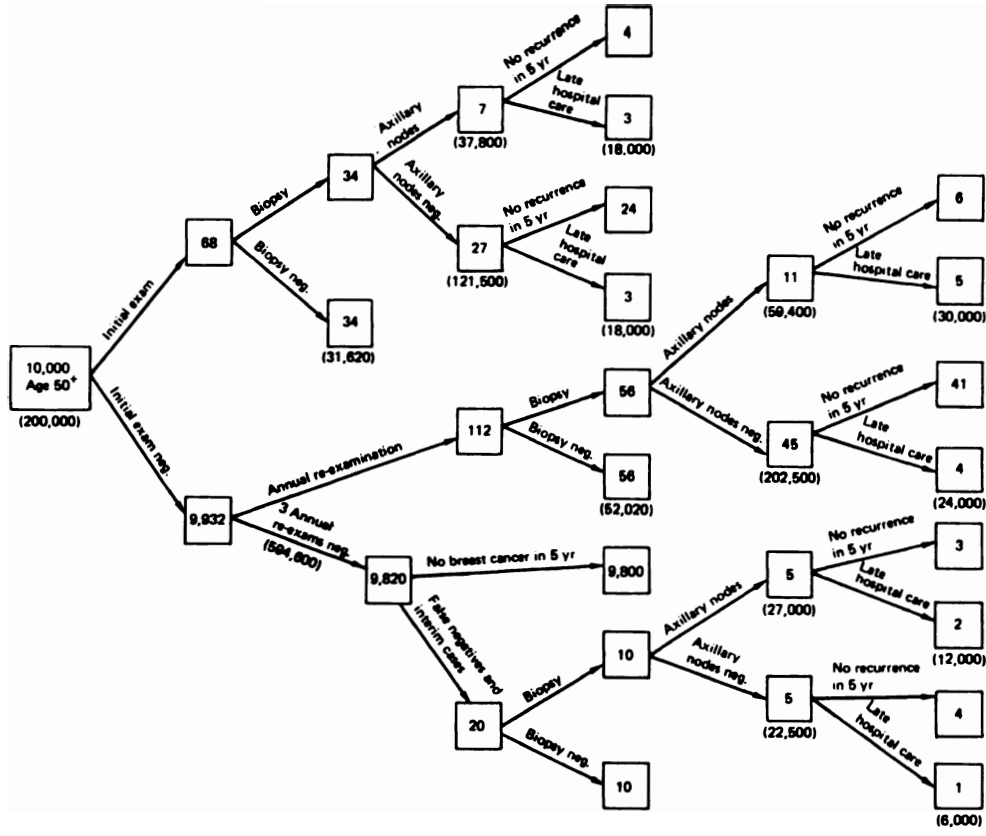 No recurrence
in 5 yr
4
Late
hospital
care
3
(18,000)
Axillary
nodes
7
(37,800)
34
Axillary
nodes neg.
No recurrence
in 5 yr
24
27
(121,500)
Late
hospital
care
3
(18,000)
Biopsy
68
Biopsy neg.
34
(31,620)
Initial exam
10,000
Age 50+
(200,000)
Initial exam neg.
9,932
Annual re-examination
112
Biopsy
56
Biopsy neg.
56
(52,020)
Axillary nodes
11
(59,400)
No recurrence
in 5 yr
6
Late
hospital care
5
(30,000)
Axillary nodes neg.
45
(202,500)
No recurrence
in 5 yr
41
Late
hospital care
4
(24,000)
3 Annual
re-exams neg.
(594,600)
9,820
No breast cancer in 5 yr
9,800
False negatives and
interim cases
20
Biopsy
10
Biopsy neg.
10
Axillary nodes
5
(27,000)
No recurrence
in 5 yr
3
Late
hospital care
2
(12,000)
Axillary
nodes neg.
5
(22,500)
No recurrence
in 5 yr
4
Late
hospital care
1
(6,000)